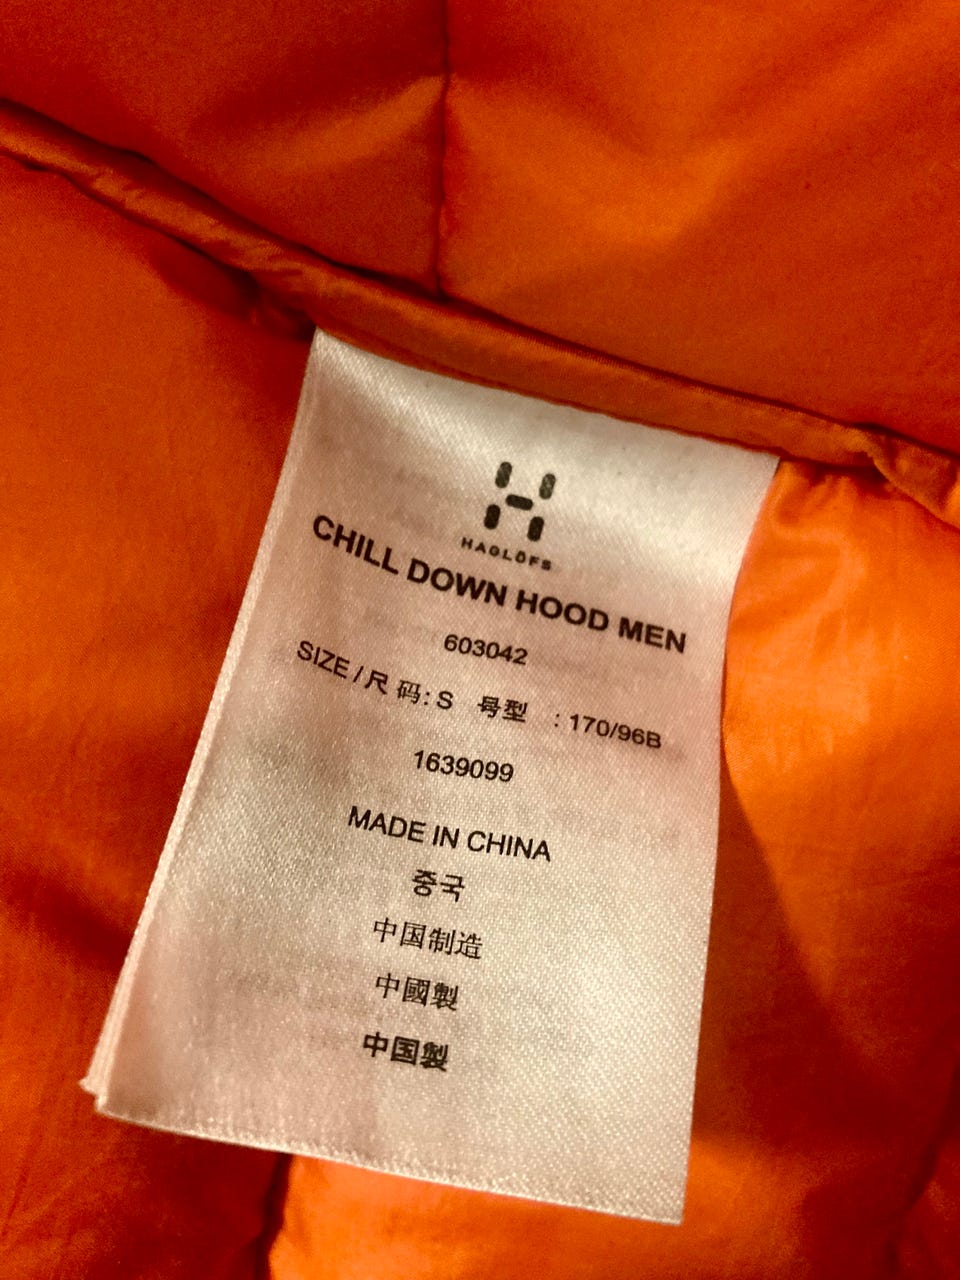 HAGLÖFS
CHILL DOWN HOOD MEN
603042
SIZE / 尺 码: S 号型 : 170/96B
1639099
MADE IN CHINA
중국
中国制造
中國製
中国製